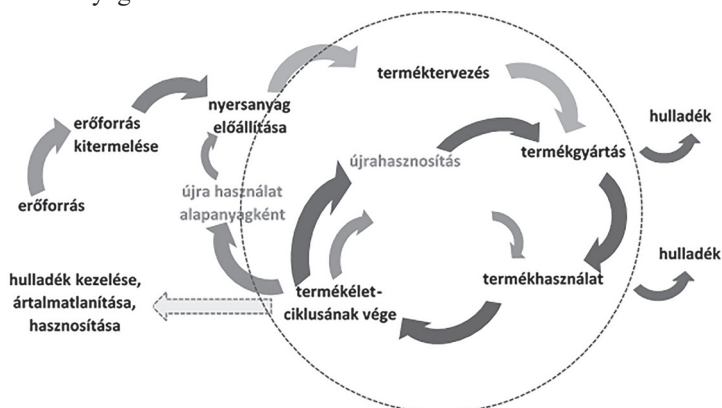 terméktervezés
nyersanyag
előállítása
erőforrás
kitermelése
hulladék
termékgyártás
újrahasznosítás
újra használat
alapanyagként
erőforrás
hulladék
termékhasználat
hulladék kezelése,
ártalmatlanítása,
hasznosítása
termékélet-
ciklusának vége